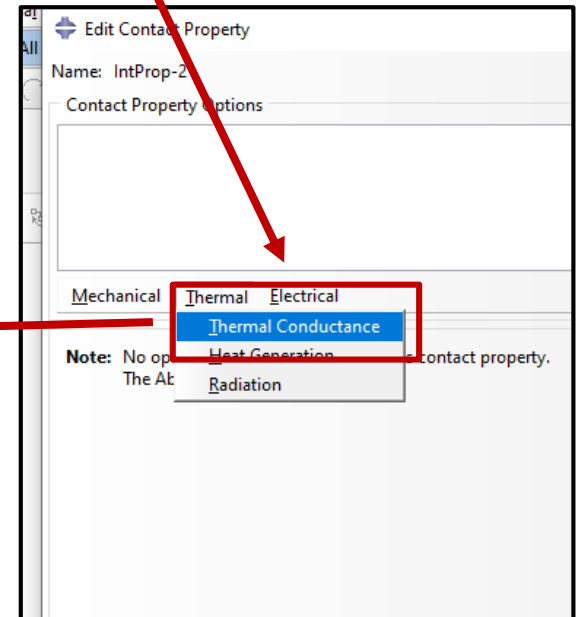 All
Edit Contact Property
Name: IntProp-2
Contact Property Options
Mechanical Thermal Electrical
Thermal Conductance
Heat Generation
Radiation
Note: No op s contact property.
The Ab